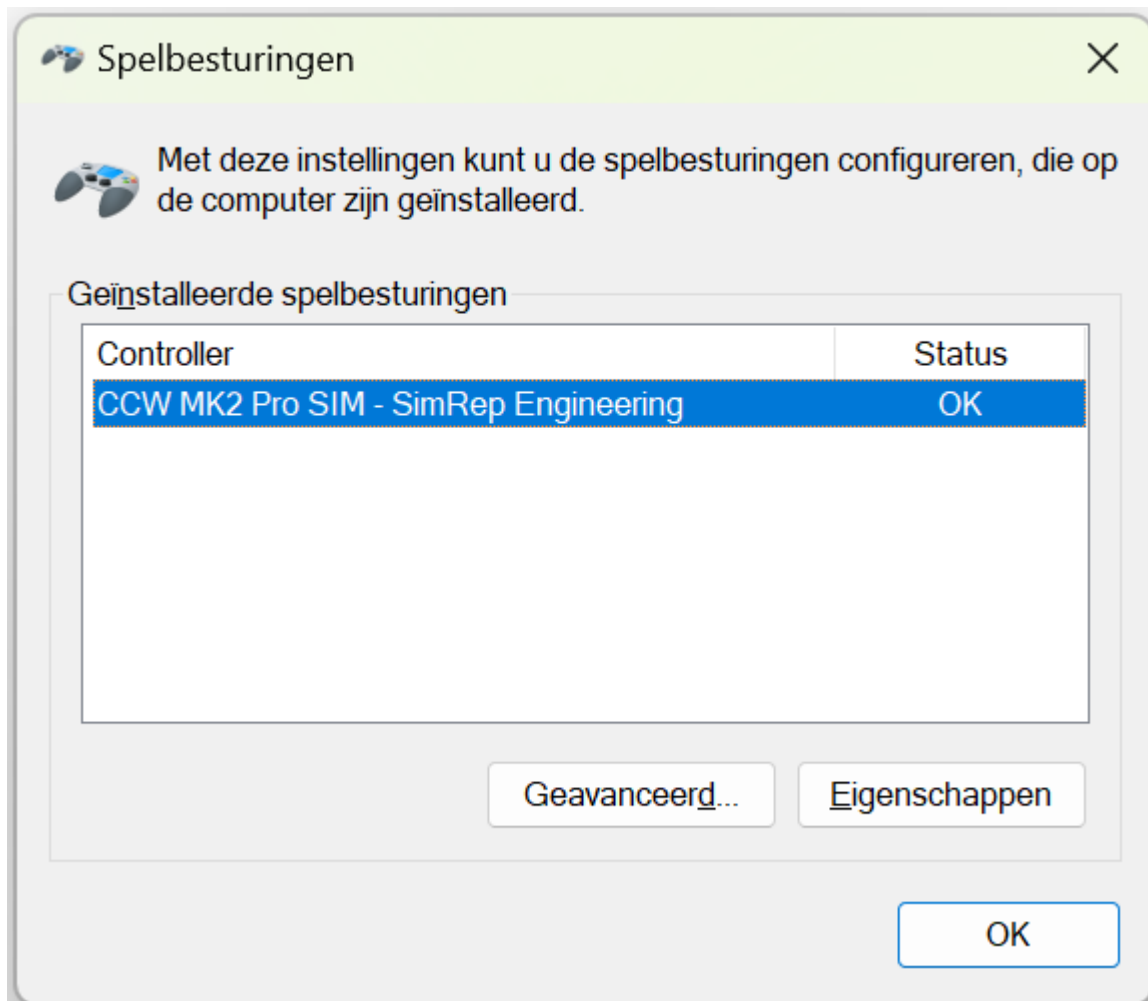 Spelbesturingen
Met deze instellingen kunt u de spelbesturingen configureren, die op
de computer zijn geïnstalleerd.
Geïnstalleerde spelbesturingen
Controller Status
CCW MK2 Pro SIM - SimRep Engineering OK
Geavanceerd... Eigenschappen
OK